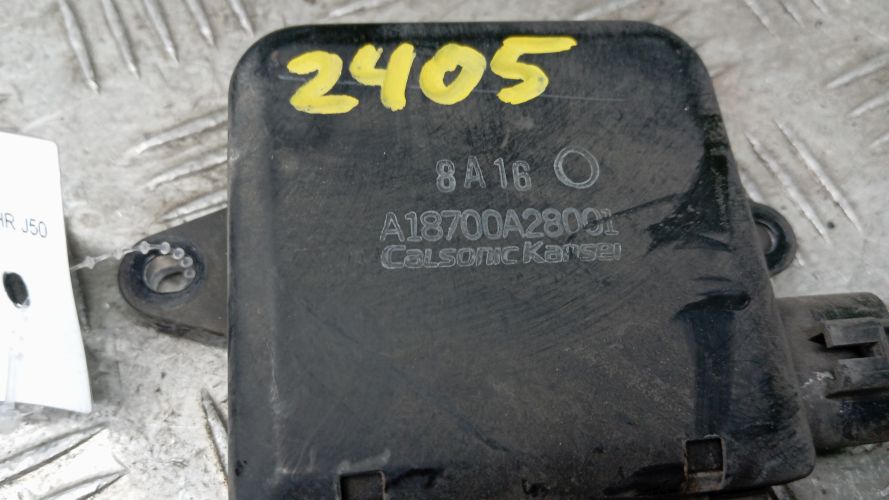 2405
8A16
A18700A28001
CALSONIC KANSEI
HR J50